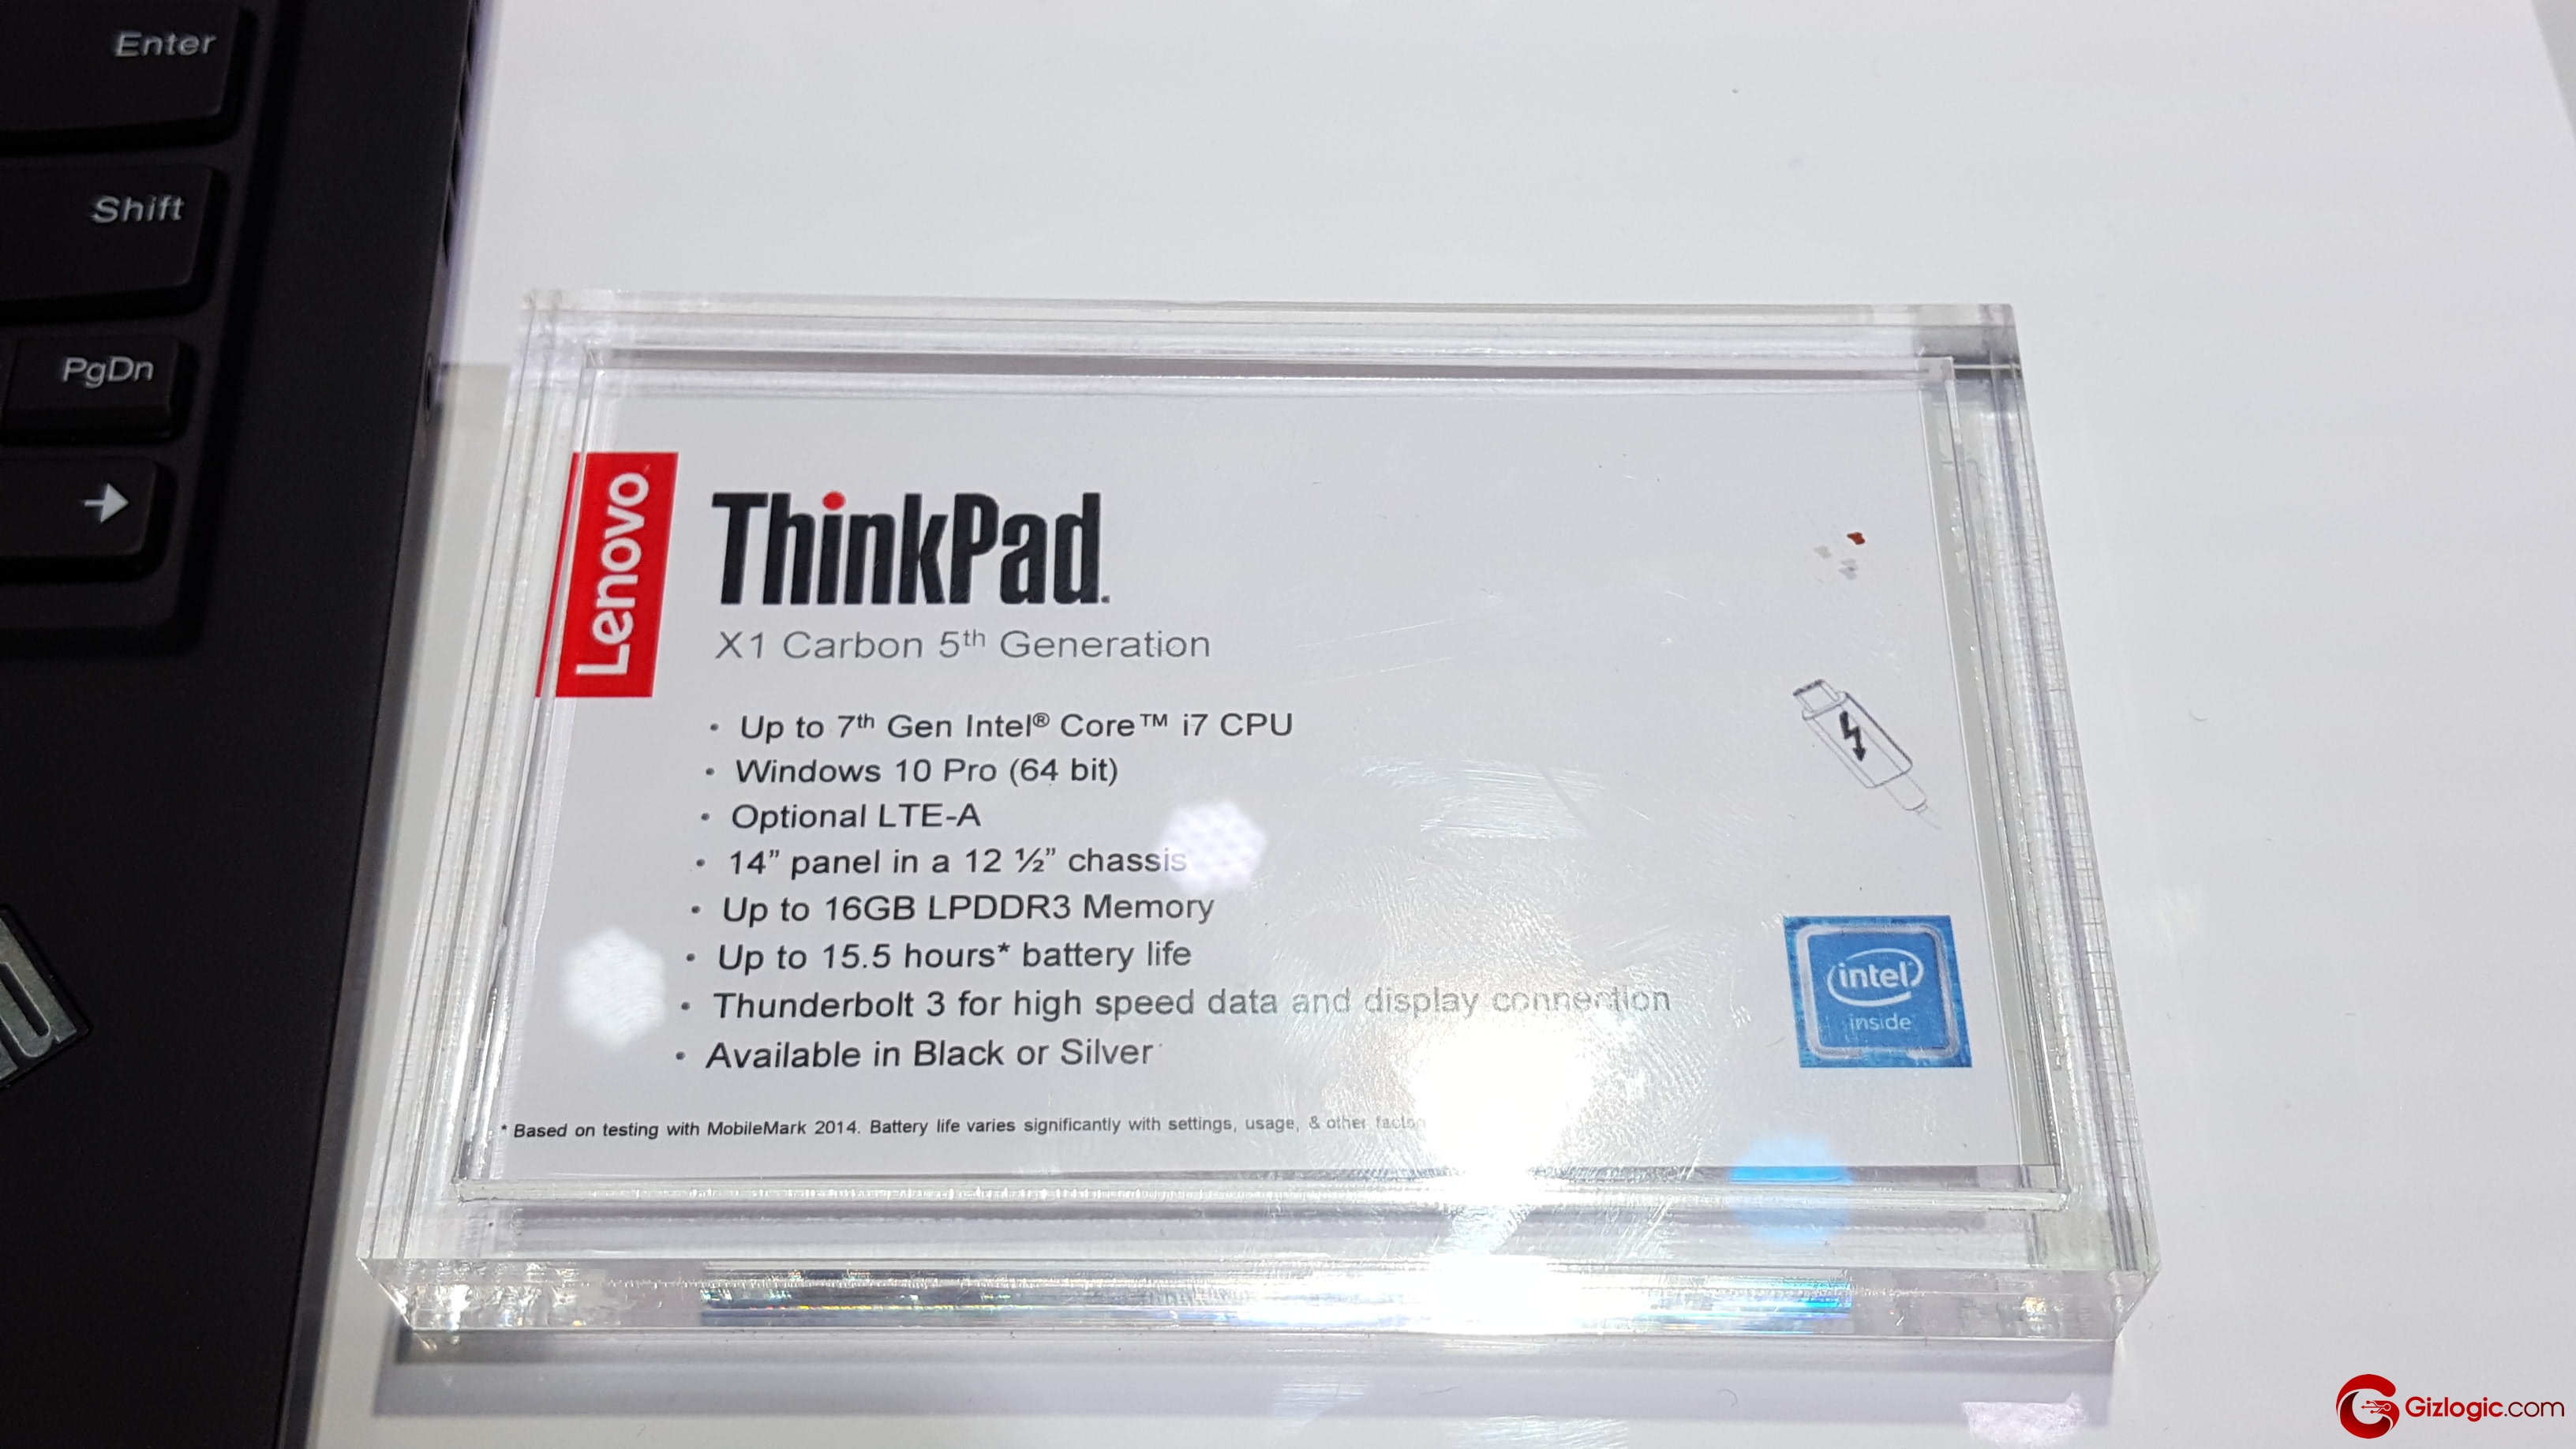 Enter
Shift
PgDn
→
Lenovo
ThinkPad.
X1 Carbon 5th Generation
• Up to 7th Gen Intel® Core™ i7 CPU
• Windows 10 Pro (64 bit)
• Optional LTE-A
• 14” panel in a 12 ½” chassis
• Up to 16GB LPDDR3 Memory
• Up to 15.5 hours* battery life
• Thunderbolt 3 for high speed data and display connection
• Available in Black or Silver
* Based on testing with MobileMark 2014. Battery life varies significantly with settings, usage, & other
intel
inside
Gizlogic.com